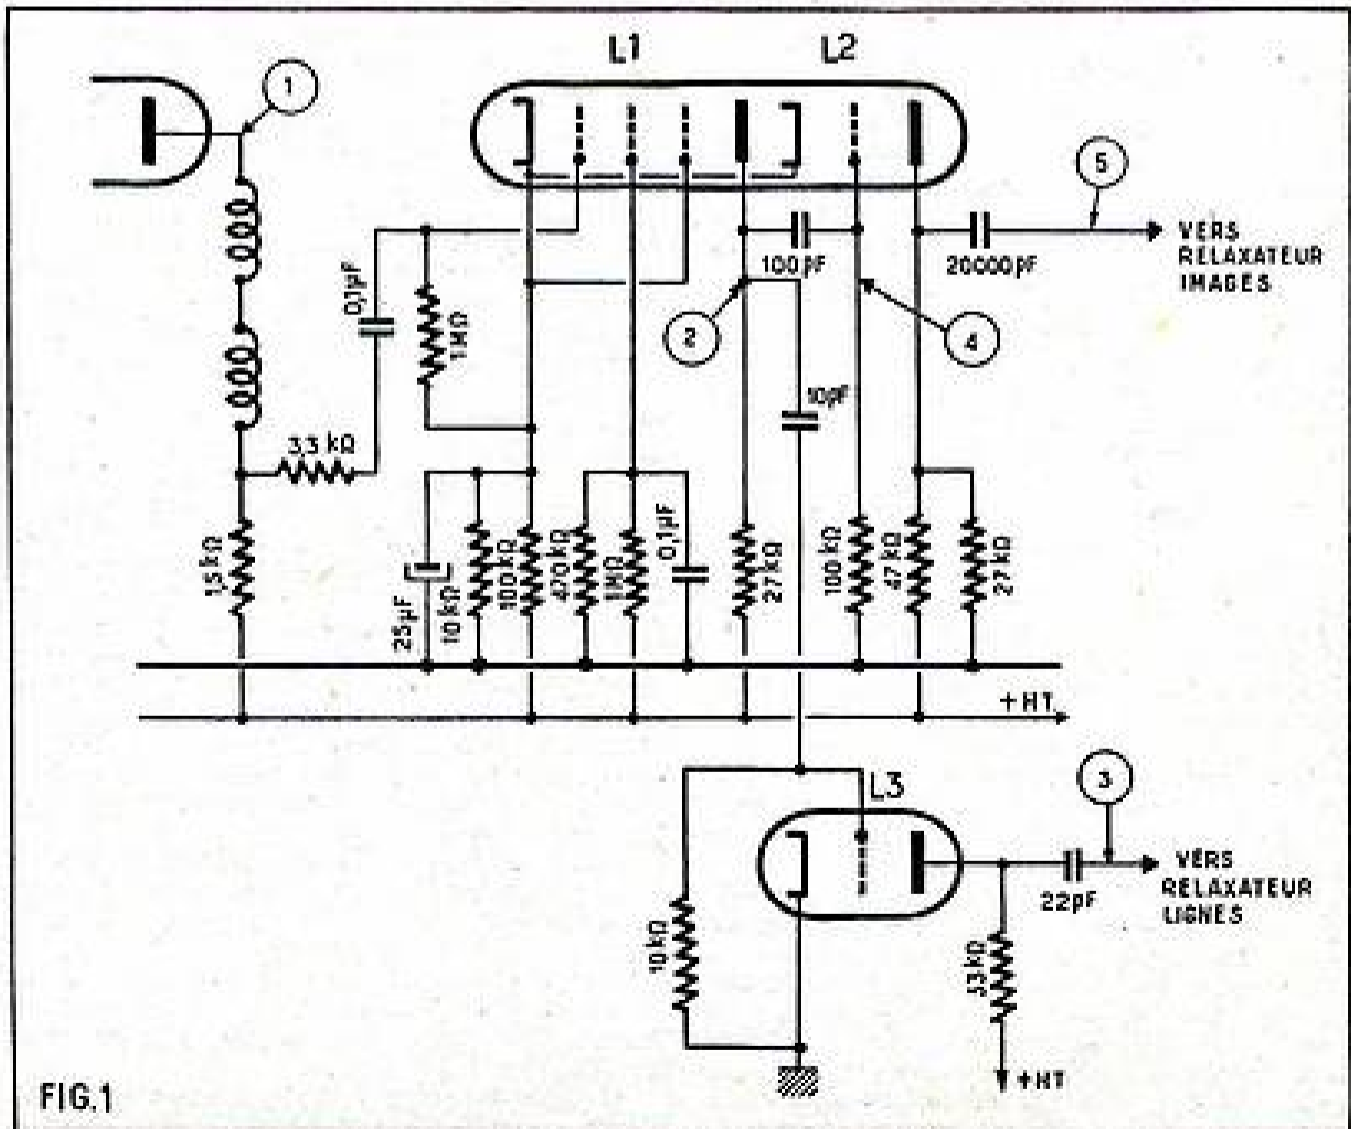 L1
L2
1
5
VERS
RELAXATEUR
IMAGES
100pF
20000pF
0,1µF
1MΩ
2
4
10pF
3,3 kΩ
1,5kΩ
25µF
10kΩ
100kΩ
470kΩ
1MΩ
0,1µF
27kΩ
100kΩ
47kΩ
27kΩ
+HT
L3
3
VERS
RELAXATEUR
LIGNES
22pF
10kΩ
33kΩ
+HT
FIG.1